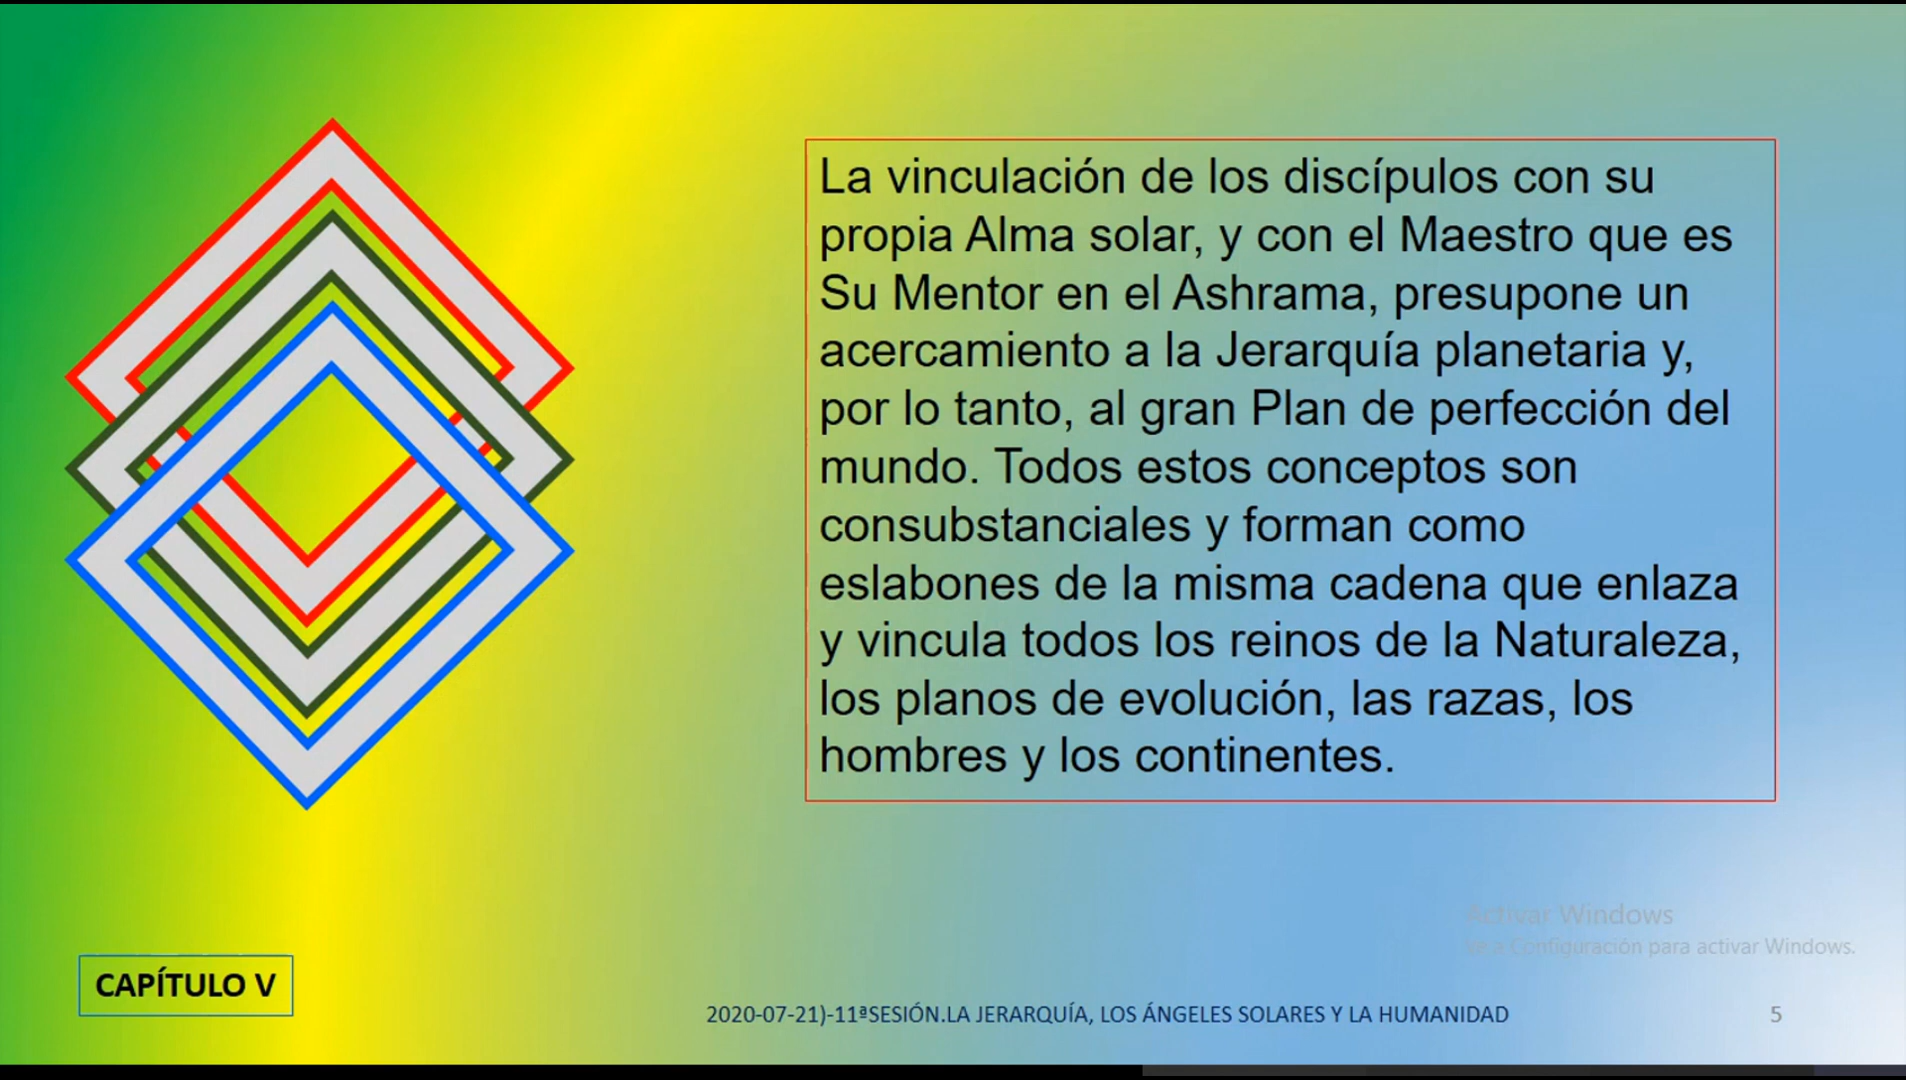 La vinculación de los discípulos con su
propia Alma solar, y con el Maestro que es
Su Mentor en el Ashrama, presupone un
acercamiento a la Jerarquía planetaria y,
por lo tanto, al gran Plan de perfección del
mundo. Todos estos conceptos son
consubstanciales y forman como
eslabones de la misma cadena que enlaza
y vincula todos los reinos de la Naturaleza,
los planos de evolución, las razas, los
hombres y los continentes.
Activar Windows
Ve a Configuración para activar Windows.
CAPÍTULO V
2020-07-21)-11ªSESIÓN.LA JERARQUÍA, LOS ÁNGELES SOLARES Y LA HUMANIDAD
5